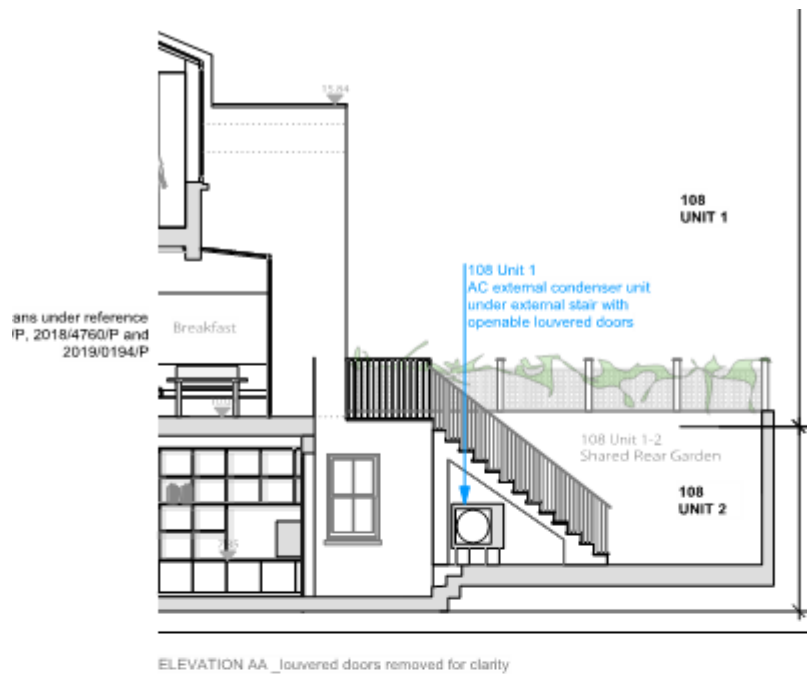 15.84
108
UNIT 1
108 Unit 1
AC external condenser unit
under external stair with
openable louvered doors
ans under reference
/P, 2018/4760/P and
2019/0194/P
Breakfast
108 Unit 1-2
Shared Rear Garden
108
UNIT 2
ELEVATION AA _louvered doors removed for clarity